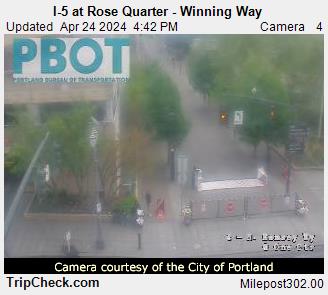 I-5 at Rose Quarter - Winning Way
Updated Apr 24 2024 4:42 PM Camera 4
PBOT
PORTLAND BUREAU OF TRANSPORTATION
Camera courtesy of the City of Portland
TripCheck.com Milepost302.00